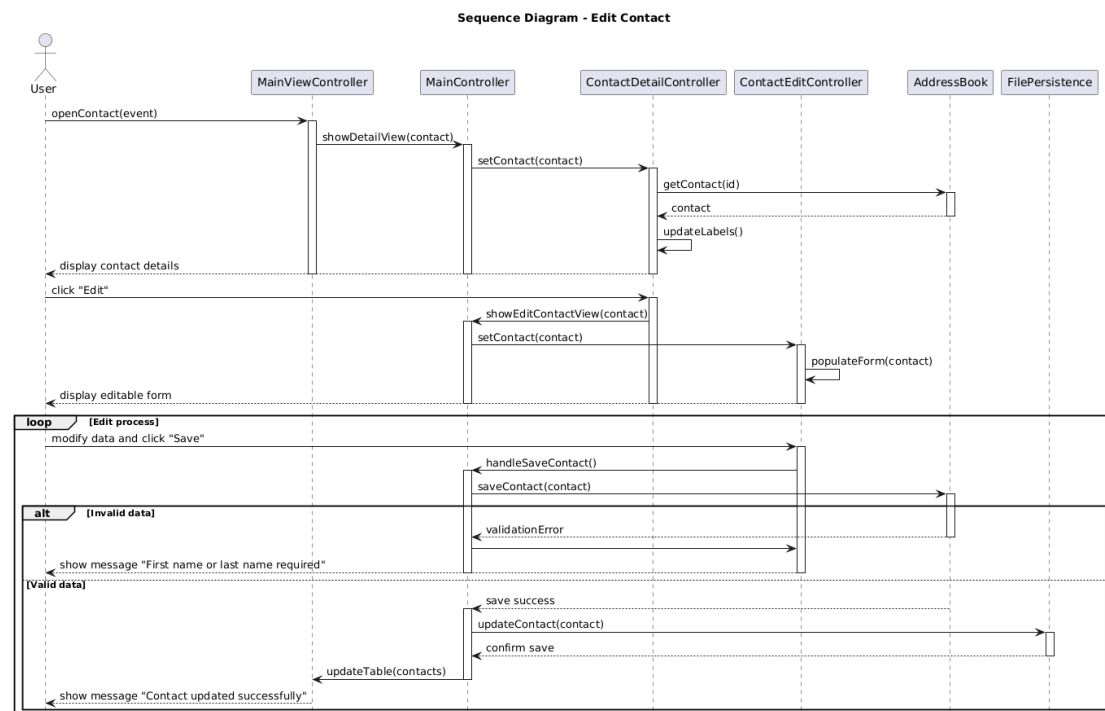 Sequence Diagram - Edit Contact
User
MainViewController
MainController
ContactDetailController
ContactEditController
AddressBook
FilePersistence
openContact(event)
showDetailView(contact)
setContact(contact)
getContact(id)
contact
updateLabels()
display contact details
click "Edit"
showEditContactView(contact)
setContact(contact)
populateForm(contact)
display editable form
loop [Edit process]
modify data and click "Save"
handleSaveContact()
saveContact(contact)
alt [Invalid data]
validationError
show message "First name or last name required"
[Valid data]
save success
updateContact(contact)
confirm save
updateTable(contacts)
show message "Contact updated successfully"